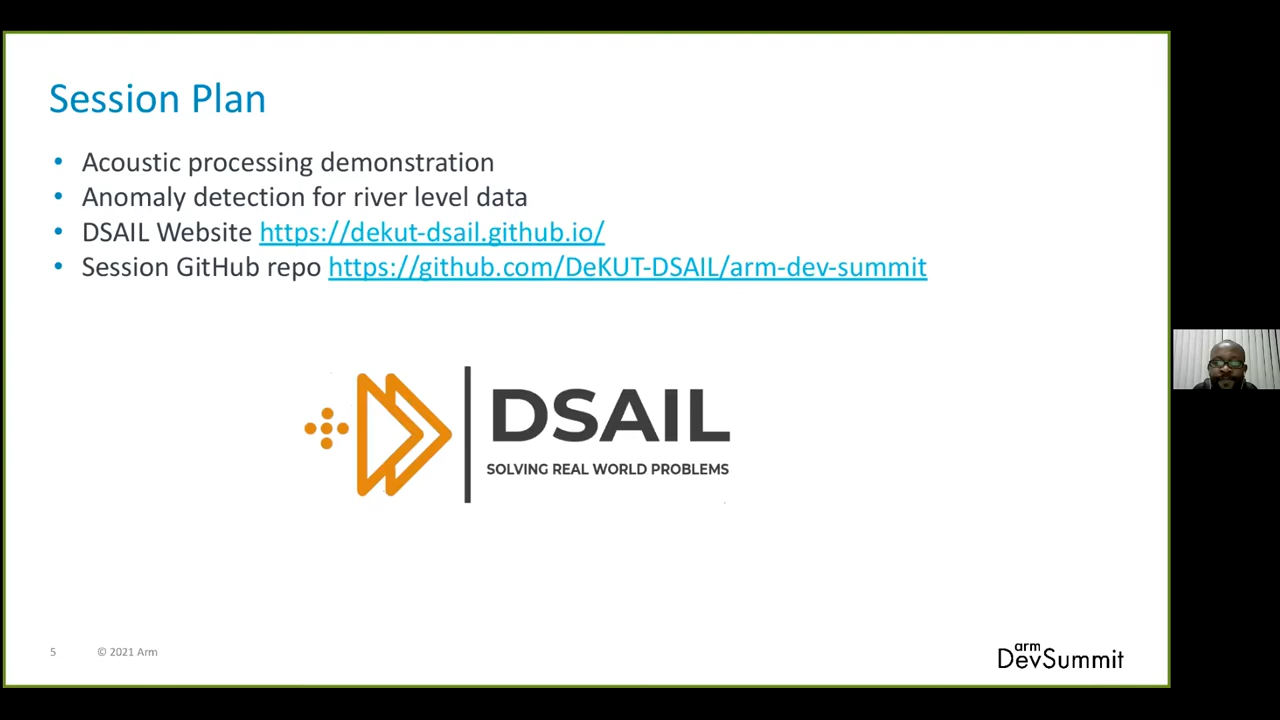 Session Plan
• Acoustic processing demonstration
• Anomaly detection for river level data
• DSAIL Website https://dekut-dsail.github.io/
• Session GitHub repo https://github.com/DeKUT-DSAIL/arm-dev-summit
DSAIL
SOLVING REAL WORLD PROBLEMS
5 © 2021 Arm
arm
DevSummit